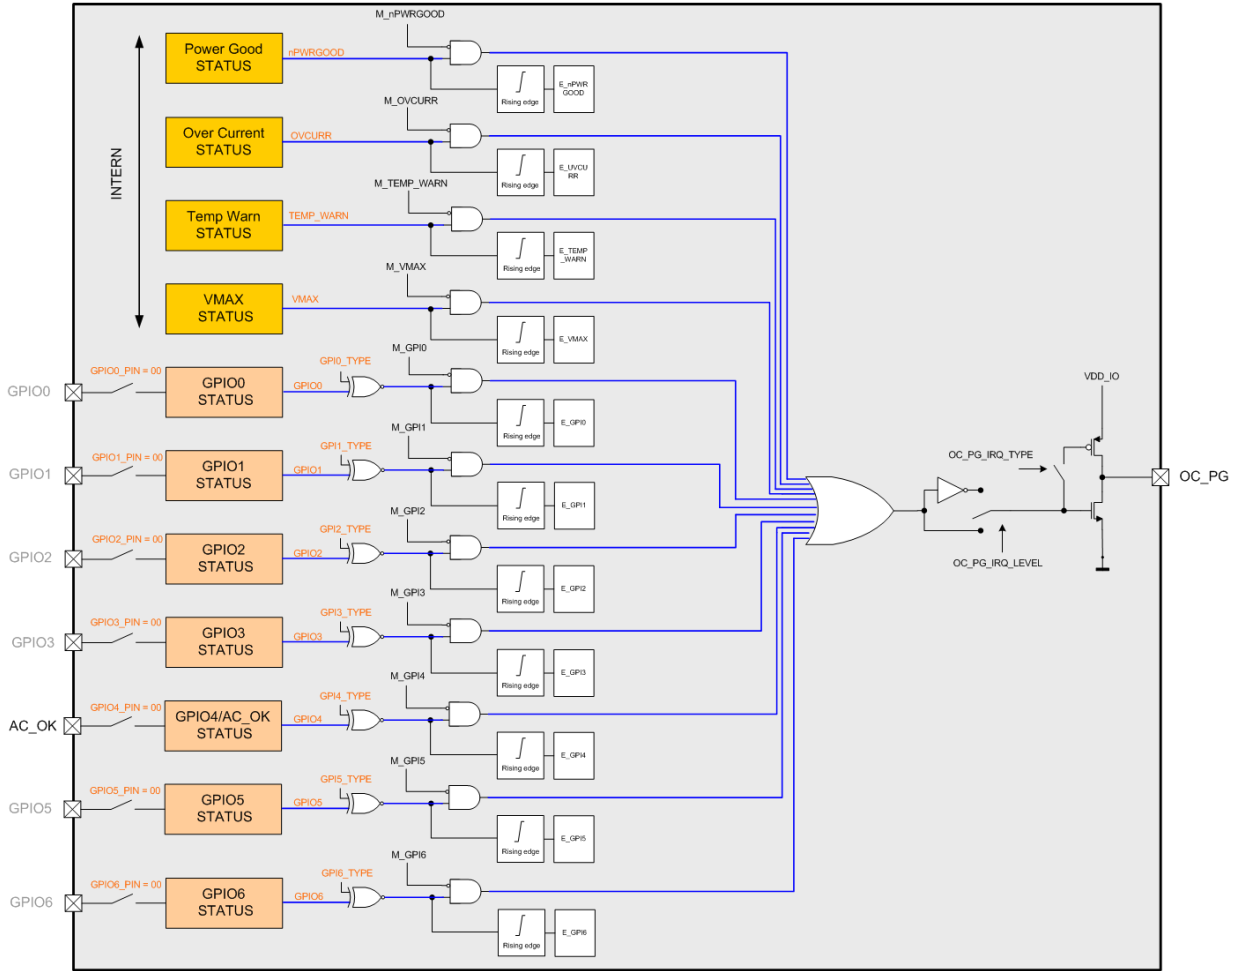 M_nPWRGOOD
Power Good
STATUS
nPWRGOOD
Rising edge
E_nPWR
GOOD
M_OVCURR
Over Current
STATUS
OVCURR
Rising edge
E_UVCU
RR
INTERN
M_TEMP_WARN
Temp Warn
STATUS
TEMP_WARN
Rising edge
E_TEMP
_WARN
M_VMAX
VMAX
STATUS
VMAX
Rising edge
E_VMAX
GPIO0
GPIO0_PIN = 00
GPIO0
STATUS
GPIO0
GPI0_TYPE
M_GPI0
Rising edge
E_GPI0
GPIO1
GPIO1_PIN = 00
GPIO1
STATUS
GPIO1
GPI1_TYPE
M_GPI1
Rising edge
E_GPI1
GPIO2
GPIO2_PIN = 00
GPIO2
STATUS
GPIO2
GPI2_TYPE
M_GPI2
Rising edge
E_GPI2
GPIO3
GPIO3_PIN = 00
GPIO3
STATUS
GPIO3
GPI3_TYPE
M_GPI3
Rising edge
E_GPI3
AC_OK
GPIO4_PIN = 00
GPIO4/AC_OK
STATUS
GPIO4
GPI4_TYPE
M_GPI4
Rising edge
E_GPI4
GPIO5
GPIO5_PIN = 00
GPIO5
STATUS
GPIO5
GPI5_TYPE
M_GPI5
Rising edge
E_GPI5
GPIO6
GPIO6_PIN = 00
GPIO6
STATUS
GPIO6
GPI6_TYPE
M_GPI6
Rising edge
E_GPI6
VDD_IO
OC_PG_IRQ_TYPE
OC_PG
OC_PG_IRQ_LEVEL